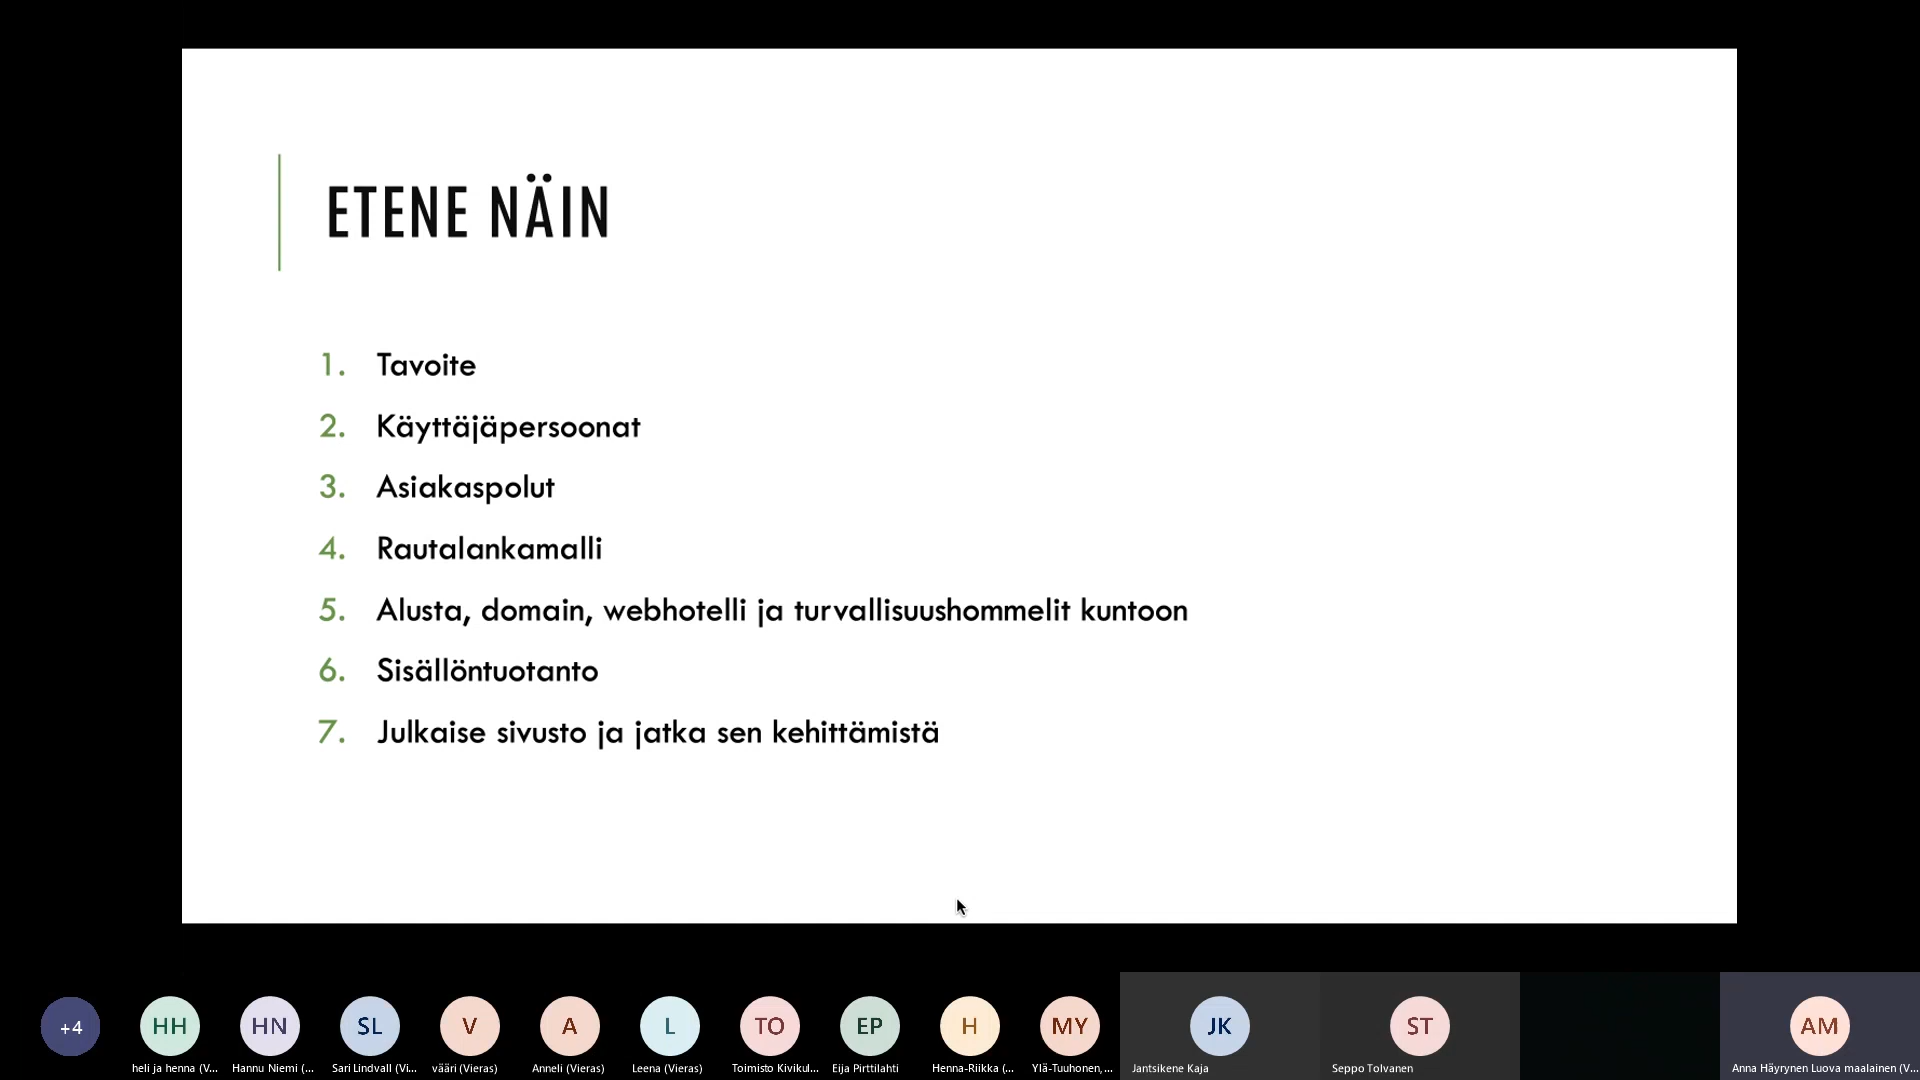 ETENE NÄIN
1. Tavoite
2. Käyttäjäpersoonat
3. Asiakaspolut
4. Rautalankamalli
5. Alusta, domain, webhotelli ja turvallisuushommelit kuntoon
6. Sisällöntuotanto
7. Julkaise sivusto ja jatka sen kehittämistä
+4 HH HN SL V A L TO EP H MY JK ST AM
heli ja henna (V... Hannu Niemi (... Sari Lindvall (Vi... vääri (Vieras) Anneli (Vieras) Leena (Vieras) Toimisto Kivikul... Eija Pirttilahti Henna-Riikka (... Ylä-Tuuhonen, ... Jantsikene Kaja Seppo Tolvanen Anna Häyrynen Luova maalainen (V...